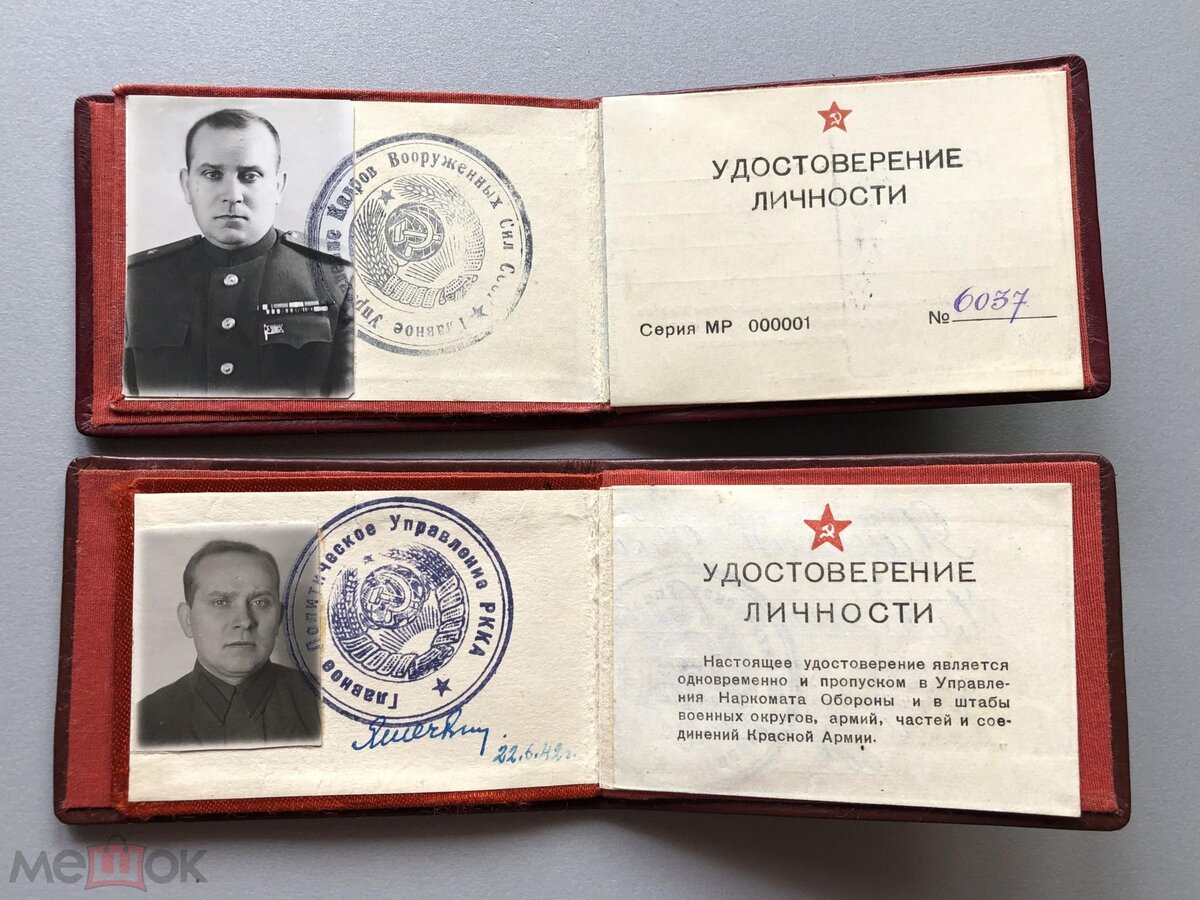 Главное Управление Кадров Вооруженных Сил СССР
УДОСТОВЕРЕНИЕ
ЛИЧНОСТИ
Серия МР 000001
№ 6037
Главное Политическое Управления РККА
22.6.42г.
УДОСТОВЕРЕНИЕ
ЛИЧНОСТИ
Настоящее удостоверение является
одновременно и пропуском в Управле-
ния Наркомата Обороны и в штабы
военных округов, армий, частей и сое-
динений Красной Армии.
мешок